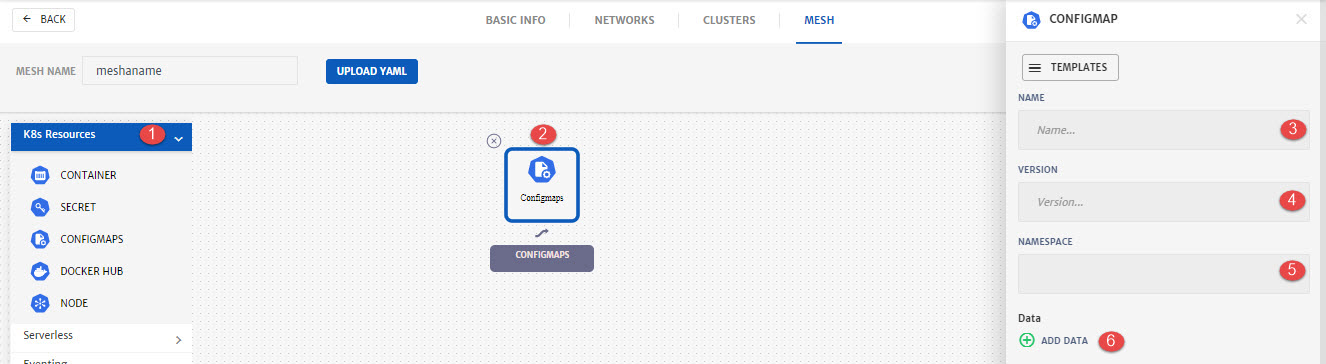 BACK
BASIC INFO
NETWORKS
CLUSTERS
MESH
MESH NAME
meshaname
UPLOAD YAML
K8s Resources
1
CONTAINER
SECRET
CONFIGMAPS
DOCKER HUB
NODE
Serverless
Eventing
2
Configmaps
CONFIGMAPS
CONFIGMAP
TEMPLATES
NAME
Name...
3
VERSION
Version...
4
NAMESPACE
5
Data
ADD DATA
6